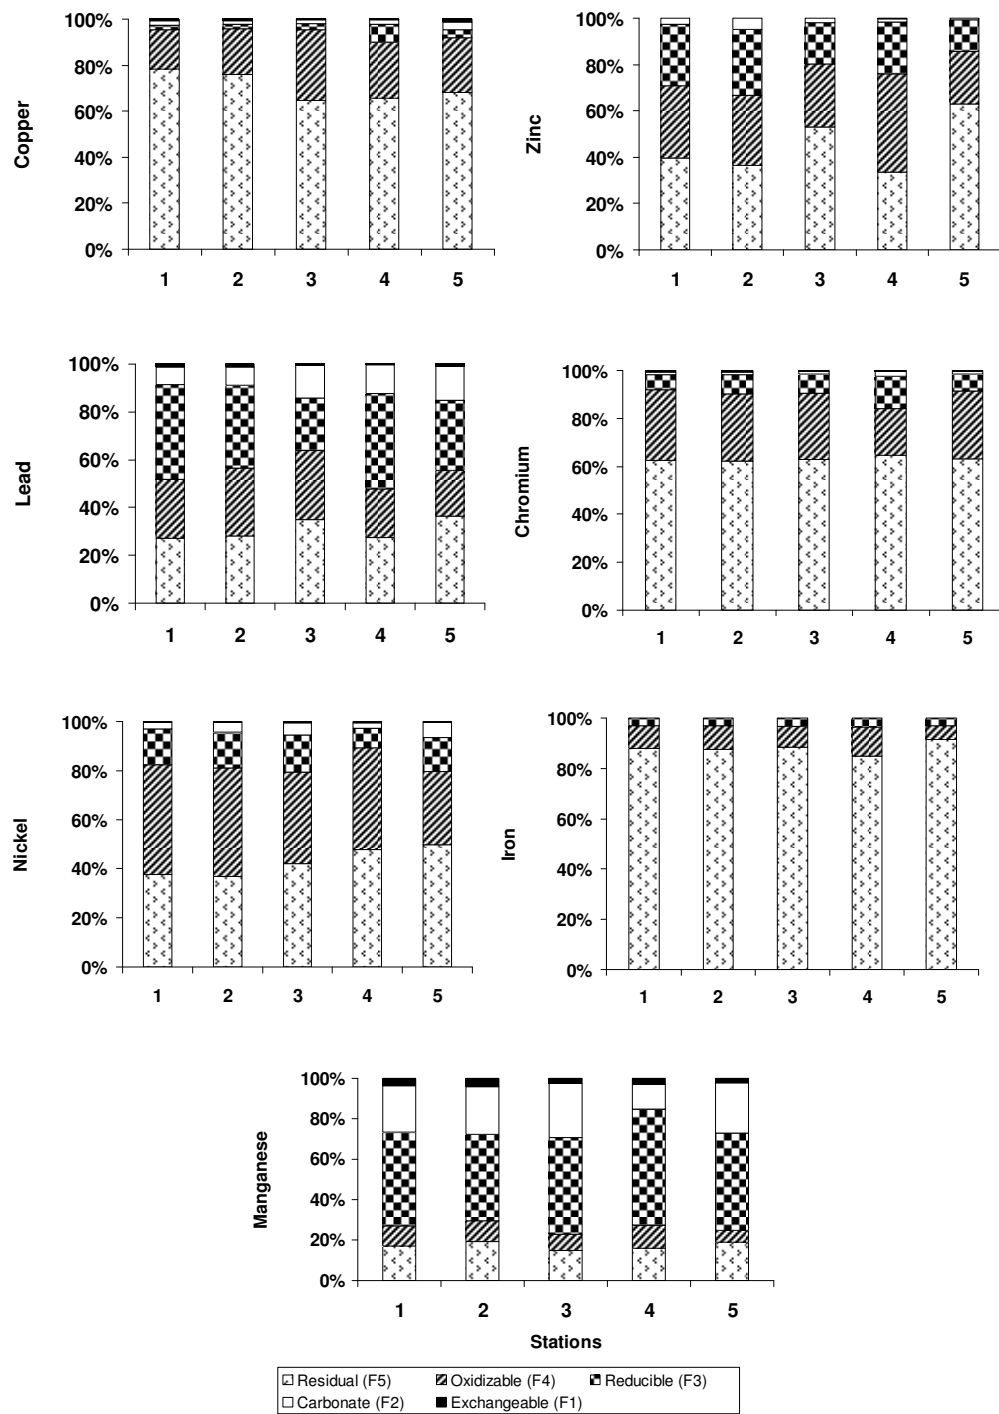 100%
80%
60%
40%
20%
0%
Copper
1 2 3 4 5
100%
80%
60%
40%
20%
0%
Zinc
1 2 3 4 5
100%
80%
60%
40%
20%
0%
Lead
1 2 3 4 5
100%
80%
60%
40%
20%
0%
Chromium
1 2 3 4 5
100%
80%
60%
40%
20%
0%
Nickel
1 2 3 4 5
100%
80%
60%
40%
20%
0%
Iron
1 2 3 4 5
100%
80%
60%
40%
20%
0%
Manganese
1 2 3 4 5
Stations
Residual (F5) Oxidizable (F4) Reducible (F3)
Carbonate (F2) Exchangeable (F1)